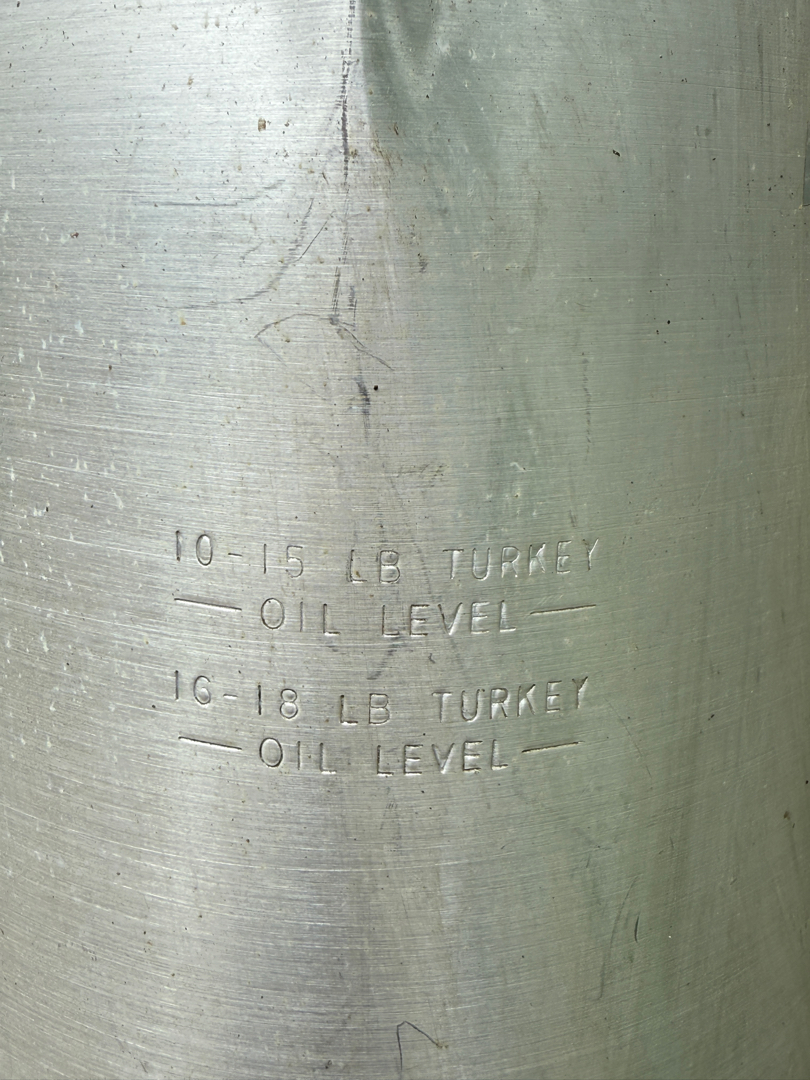 10-15 LB TURKEY
— OIL LEVEL —
16-18 LB TURKEY
— OIL LEVEL —